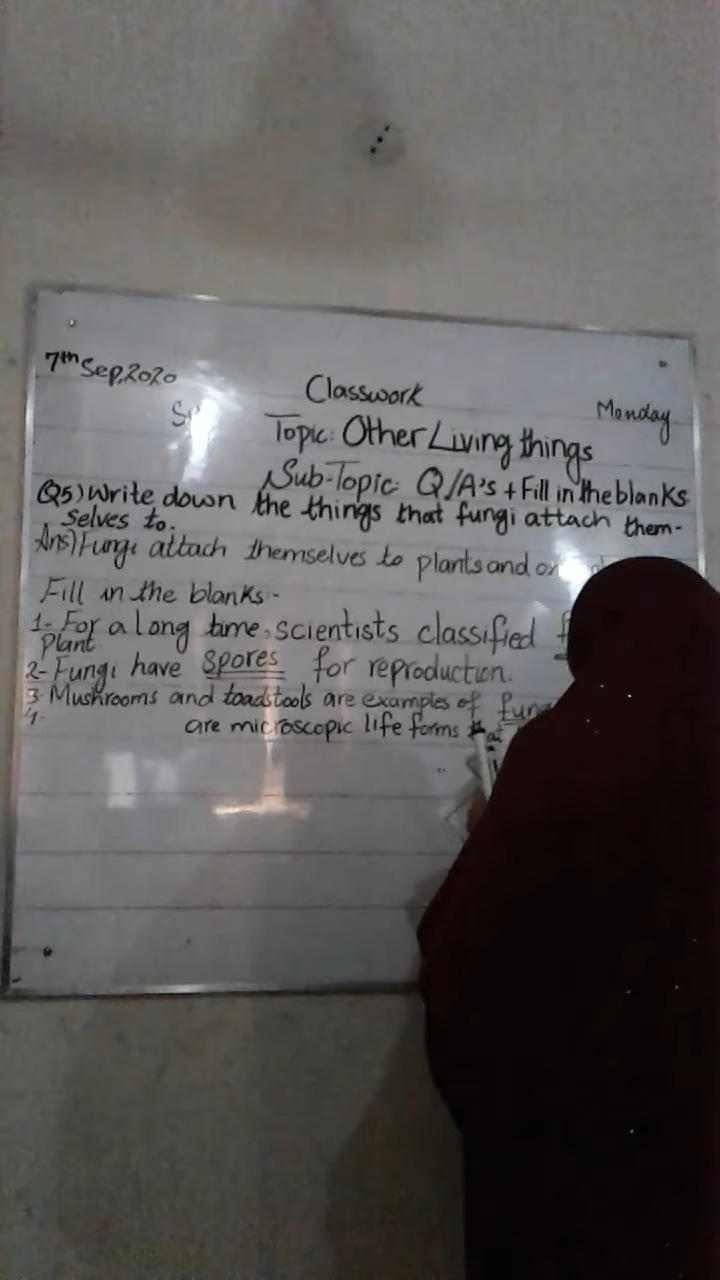 7th Sep, 2020
Classwork
Monday
Topic: Other Living things
Sub-Topic: Q/A's + Fill in the blanks
Q5) Write down the things that fungi attach them-
selves to.
Ans) Fungi attach themselves to plants and
Fill in the blanks.
1- For a long time, scientists classified
Plant
2- Fungi have spores for reproduction.
3- Mushrooms and toadstools are examples of
4. are microscopic life forms